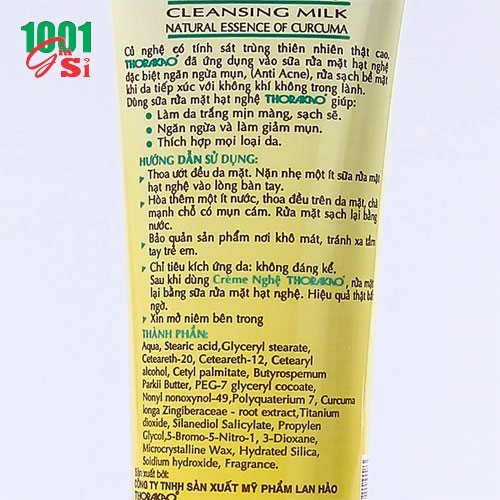 1001
Giá
Sỉ
CLEANSING MILK
NATURAL ESSENCE OF CURCUMA
Củ nghệ có tính sát trùng thiên nhiên thật cao.
THORAKAO đã ứng dụng vào sữa rửa mặt hạt nghệ
đặc biệt ngăn ngừa mụn, (Anti Acne), rửa sạch bề mặt
khi da tiếp xúc với không khí không trong lành.
Dùng sữa rửa mặt hạt nghệ THORAKAO giúp:
• Làm da trắng mịn màng, sạch sẽ.
• Ngăn ngừa và làm giảm mụn.
• Thích hợp mọi loại da.
HƯỚNG DẪN SỬ DỤNG:
Thoa ướt đều da mặt. Nặn nhẹ một ít sữa rửa mặt
hạt nghệ vào lòng bàn tay.
Hòa thêm một ít nước, thoa đều trên da mặt, chà
mạnh chỗ có mụn cám. Rửa mặt sạch lại bằng
nước.
Bảo quản sản phẩm nơi khô mát, tránh xa tầm
tay trẻ em.
Chỉ tiêu kích ứng da: không đáng kể.
Sau khi dùng Crème Nghệ THORAKAO, rửa mặt
lại bằng sữa rửa mặt hạt nghệ. Hiệu quả thật bất
ngờ.
Xin mở niêm bên trong
THÀNH PHẦN:
Aqua, Stearic acid,Glyceryl stearate,
Ceteareth-20, Ceteareth-12, Cetearyl
alcohol, Cetyl palmitate, Butyrospemum
Parkii Butter, PEG-7 glyceryl cocoate,
Nonyl nonoxynol-49,Polyquaterium 7, Curcuma
longa Zingiberaceae - root extract,Titanium
dioxide, Silanediol Salicylate, Propylen
Glycol,5-Bromo-5-Nitro-1, 3-Dioxane,
Microcrystalline Wax, Hydrated Silica,
Soidium hydroxide, Fragrance.
Sản xuất bởi:
CÔNG TY TNHH SẢN XUẤT MỸ PHẨM LAN HẢO
THORAKAO